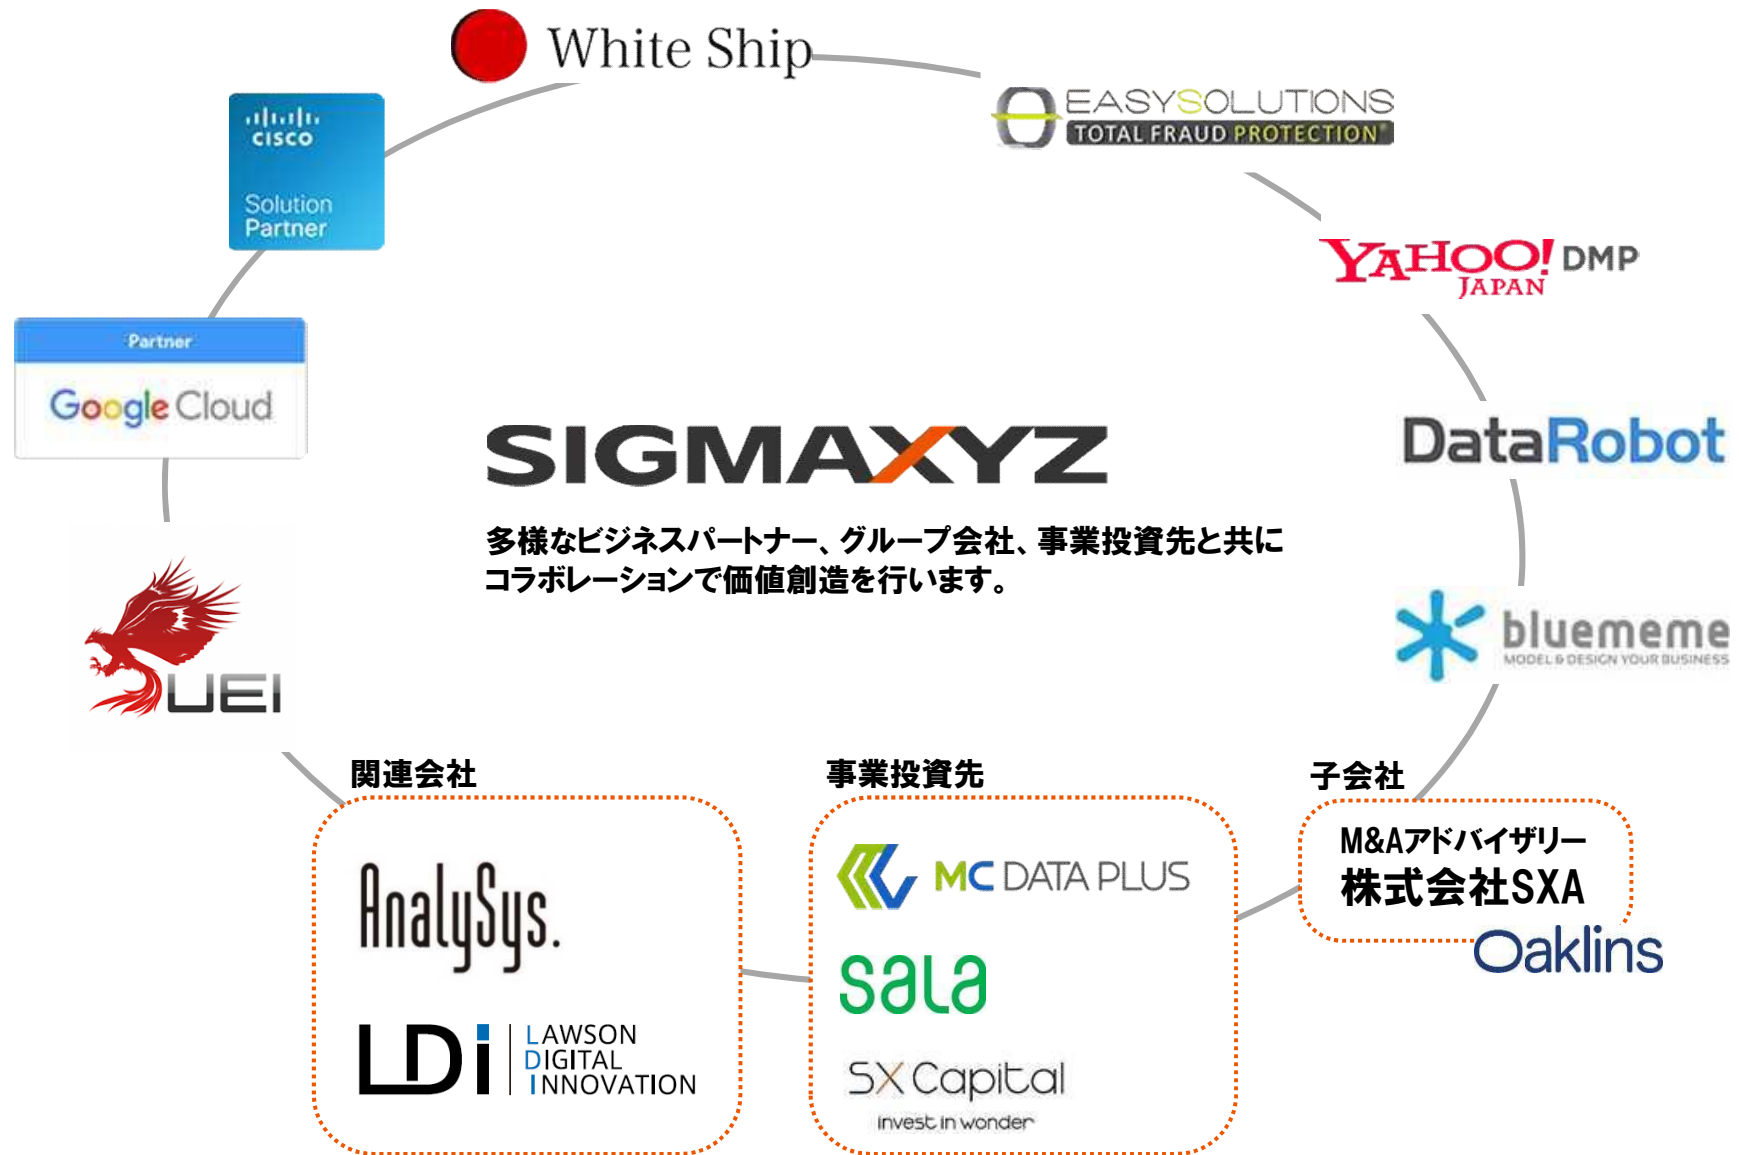 White Ship
EASYSOLUTIONS
TOTAL FRAUD PROTECTION®
CISCO
Solution
Partner
YAHOO! DMP
JAPAN
Partner
Google Cloud
DataRobot
SIGMAXYZ
多様なビジネスパートナー、グループ会社、事業投資先と共に
コラボレーションで価値創造を行います。
bluememe
MODEL & DESIGN YOUR BUSINESS
UEI
関連会社
AnalySys.
LDi LAWSON
DIGITAL
INNOVATION
事業投資先
MC DATA PLUS
sala
SX Capital
invest in wonder
子会社
M&Aアドバイザリー
株式会社SXA
Oaklins